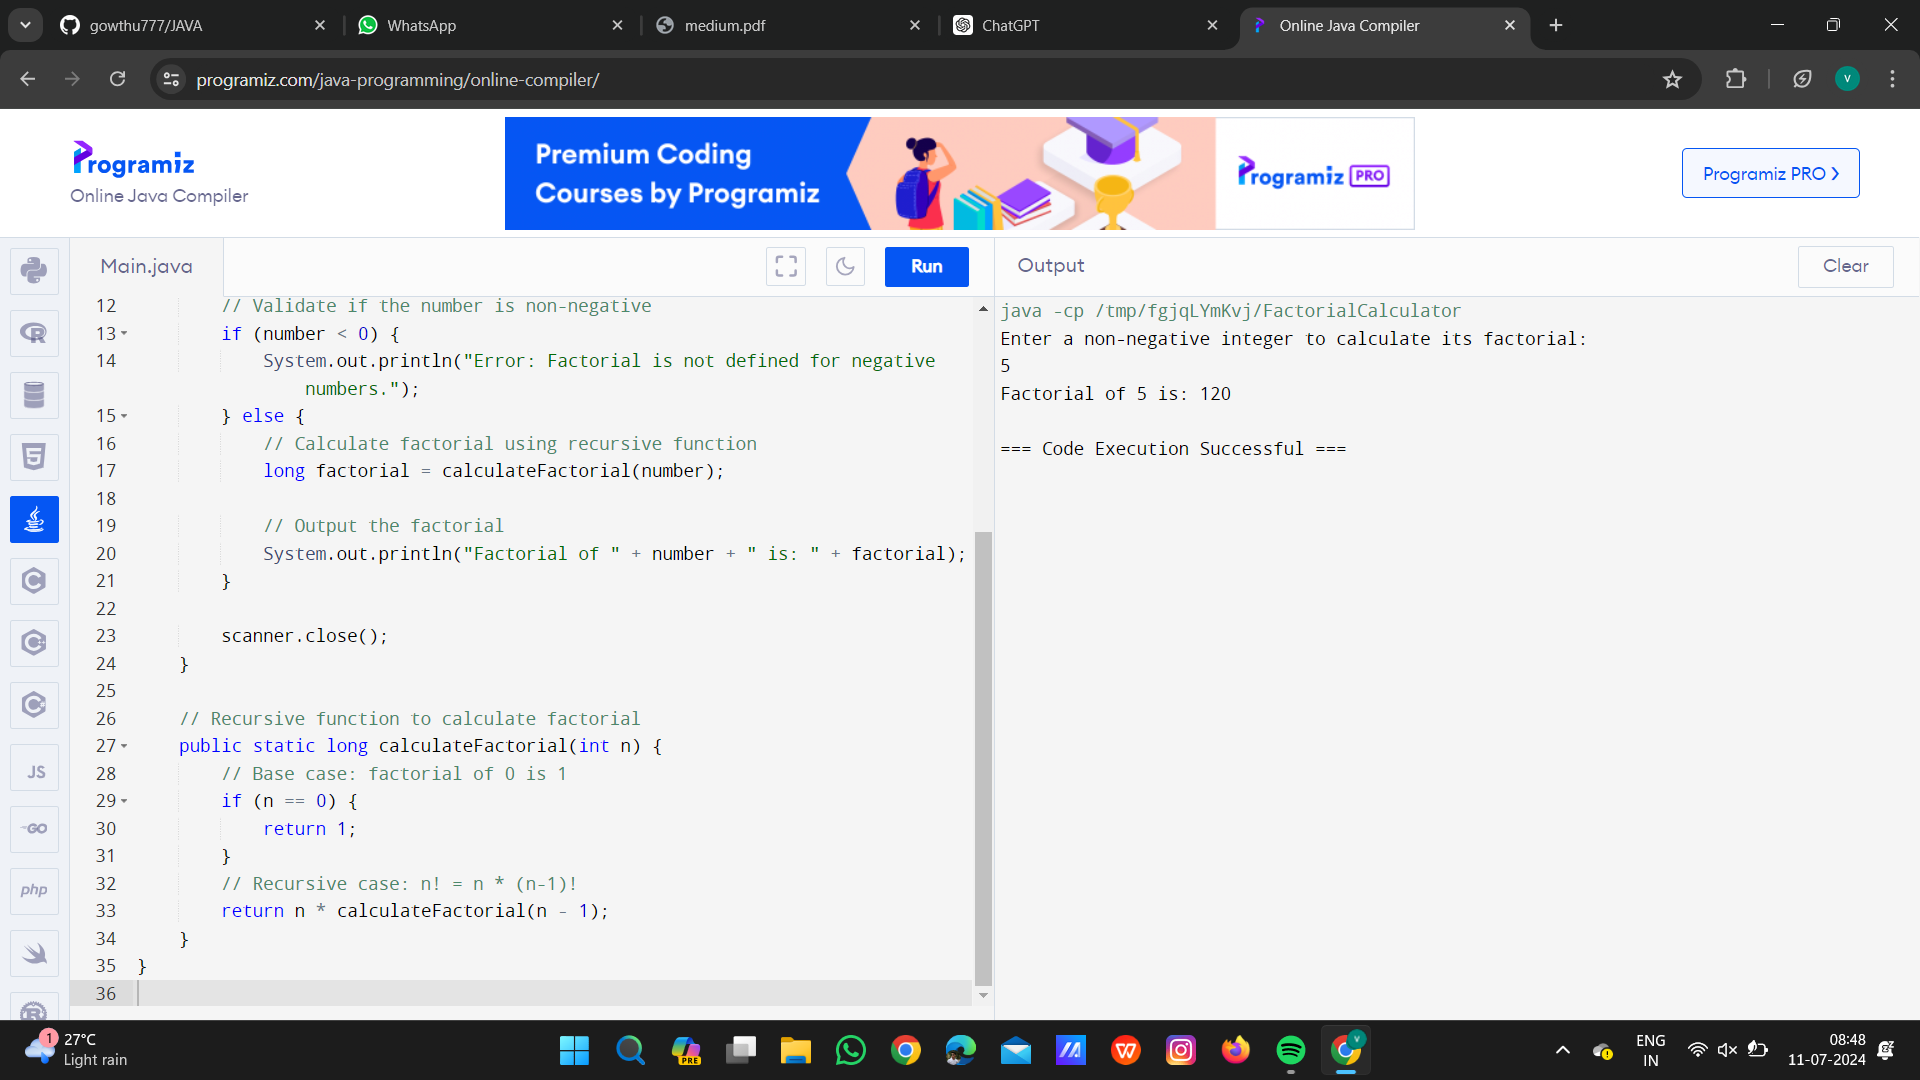 gowthu777/JAVA
WhatsApp
medium.pdf
ChatGPT
Online Java Compiler
programiz.com/java-programming/online-compiler/
V
Programiz
Online Java Compiler
Premium Coding
Courses by Programiz
Programiz PRO
Programiz PRO
Main.java
Run
Output
Clear
12 // Validate if the number is non-negative
13 if (number < 0) {
14 System.out.println("Error: Factorial is not defined for negative
numbers.");
15 } else {
16 // Calculate factorial using recursive function
17 long factorial = calculateFactorial(number);
18
19 // Output the factorial
20 System.out.println("Factorial of " + number + " is: " + factorial);
21 }
22
23 scanner.close();
24 }
25
26 // Recursive function to calculate factorial
27 public static long calculateFactorial(int n) {
28 // Base case: factorial of 0 is 1
29 if (n == 0) {
30 return 1;
31 }
32 // Recursive case: n! = n * (n-1)!
33 return n * calculateFactorial(n - 1);
34 }
35 }
36
java -cp /tmp/fgjqLYmKvj/FactorialCalculator
Enter a non-negative integer to calculate its factorial:
5
Factorial of 5 is: 120
=== Code Execution Successful ===
R
5
C
C
C
JS
GO
php
R
1
27°C
Light rain
PRE
W
V
ENG
IN
08:48
11-07-2024